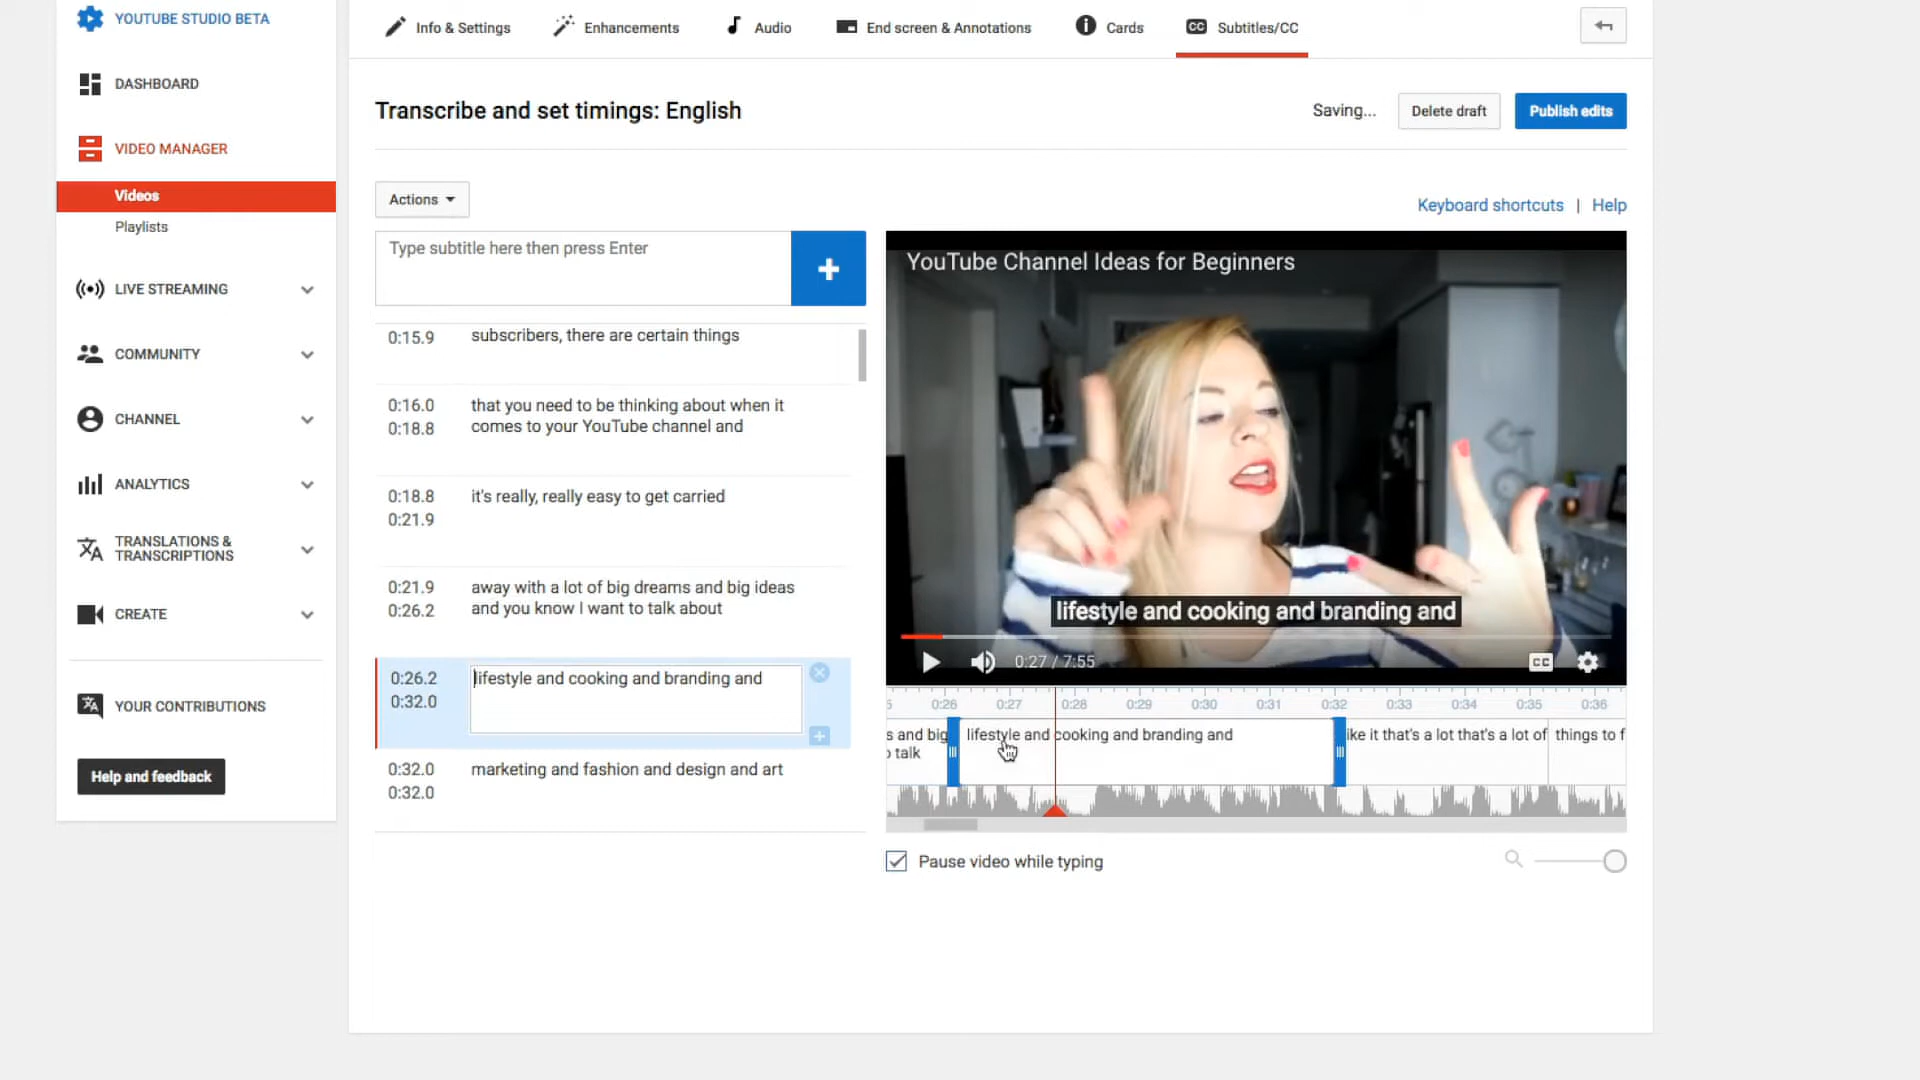 YOUTUBE STUDIO BETA
DASHBOARD
VIDEO MANAGER
Videos
Playlists
LIVE STREAMING
COMMUNITY
CHANNEL
ANALYTICS
TRANSLATIONS &
TRANSCRIPTIONS
CREATE
YOUR CONTRIBUTIONS
Help and feedback
Info & Settings
Enhancements
Audio
End screen & Annotations
Cards
CC Subtitles/CC
Transcribe and set timings: English
Saving...
Delete draft
Publish edits
Actions
Keyboard shortcuts | Help
Type subtitle here then press Enter
0:15.9 subscribers, there are certain things
0:16.0 that you need to be thinking about when it
0:18.8 comes to your YouTube channel and
0:18.8 it's really, really easy to get carried
0:21.9
0:21.9 away with a lot of big dreams and big ideas
0:26.2 and you know I want to talk about
0:26.2 lifestyle and cooking and branding and
0:32.0
0:32.0 marketing and fashion and design and art
0:32.0
YouTube Channel Ideas for Beginners
lifestyle and cooking and branding and
0:27 / 7:55
CC
5 0:26 0:27 0:28 0:29 0:30 0:31 0:32 0:33 0:34 0:35 0:36
s and big lifestyle and cooking and branding and ike it that's a lot that's a lot of things to f
talk
Pause video while typing